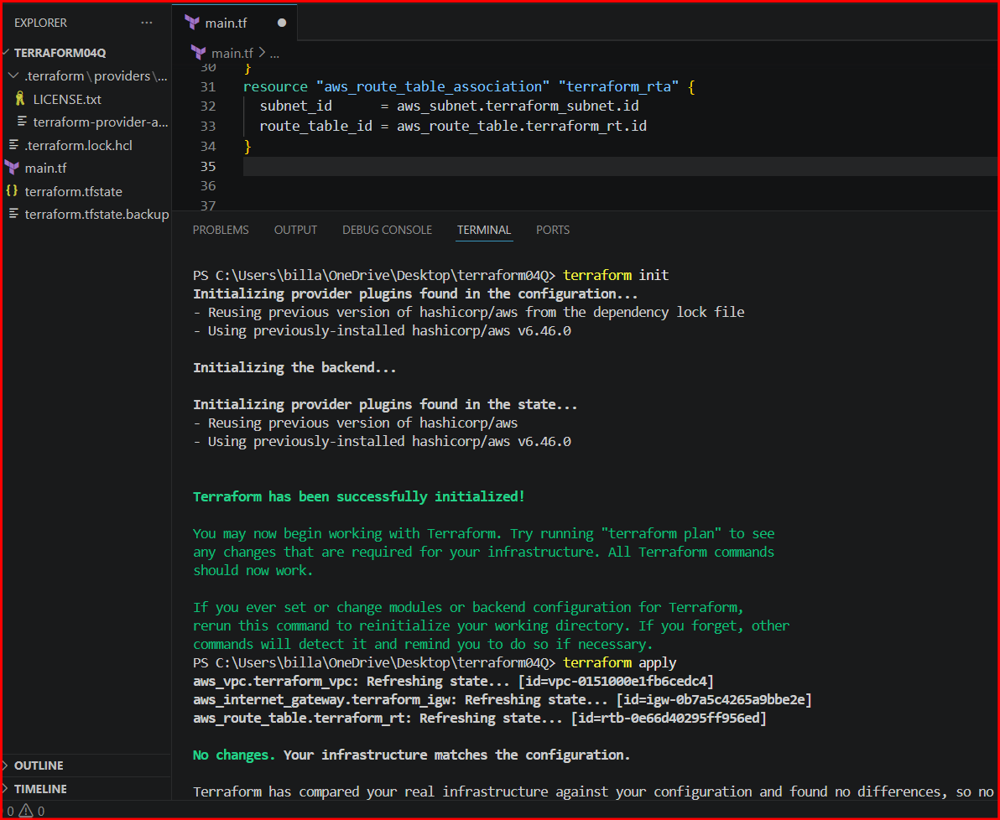 EXPLORER
...
TERRAFORM04Q
.terraform\providers\...
LICENSE.txt
terraform-provider-a...
.terraform.lock.hcl
main.tf
terraform.tfstate
terraform.tfstate.backup
OUTLINE
TIMELINE
0 0
main.tf
main.tf > ...
30 }
31 resource "aws_route_table_association" "terraform_rta" {
32   subnet_id      = aws_subnet.terraform_subnet.id
33   route_table_id = aws_route_table.terraform_rt.id
34 }
35
36
37
PROBLEMS OUTPUT DEBUG CONSOLE TERMINAL PORTS
PS C:\Users\billa\OneDrive\Desktop\terraform04Q> terraform init
Initializing provider plugins found in the configuration...
- Reusing previous version of hashicorp/aws from the dependency lock file
- Using previously-installed hashicorp/aws v6.46.0
Initializing the backend...
Initializing provider plugins found in the state...
- Reusing previous version of hashicorp/aws
- Using previously-installed hashicorp/aws v6.46.0
Terraform has been successfully initialized!
You may now begin working with Terraform. Try running "terraform plan" to see
any changes that are required for your infrastructure. All Terraform commands
should now work.
If you ever set or change modules or backend configuration for Terraform,
rerun this command to reinitialize your working directory. If you forget, other
commands will detect it and remind you to do so if necessary.
PS C:\Users\billa\OneDrive\Desktop\terraform04Q> terraform apply
aws_vpc.terraform_vpc: Refreshing state... [id=vpc-0151000e1fb6cedc4]
aws_internet_gateway.terraform_igw: Refreshing state... [id=igw-0b7a5c4265a9bbe2e]
aws_route_table.terraform_rt: Refreshing state... [id=rtb-0e66d40295ff956ed]
No changes. Your infrastructure matches the configuration.
Terraform has compared your real infrastructure against your configuration and found no differences, so no